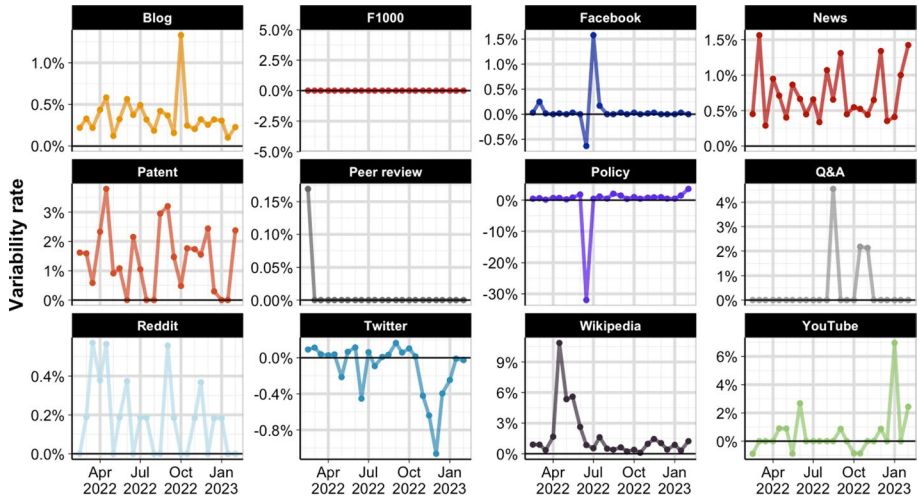 Blog
F1000
Facebook
News
1.0%
0.5%
0.0%
5.0%
2.5%
0.0%
-2.5%
-5.0%
1.5%
1.0%
0.5%
0.0%
-0.5%
1.5%
1.0%
0.5%
0.0%
Variability rate
Patent
Peer review
Policy
Q&A
3%
2%
1%
0%
0.15%
0.10%
0.05%
0.00%
0%
-10%
-20%
-30%
4%
3%
2%
1%
0%
Reddit
Twitter
Wikipedia
YouTube
0.4%
0.2%
0.0%
0.0%
-0.4%
-0.8%
9%
6%
3%
0%
6%
4%
2%
0%
Apr Jul Oct Jan
2022 2022 2022 2023
Apr Jul Oct Jan
2022 2022 2022 2023
Apr Jul Oct Jan
2022 2022 2022 2023
Apr Jul Oct Jan
2022 2022 2022 2023